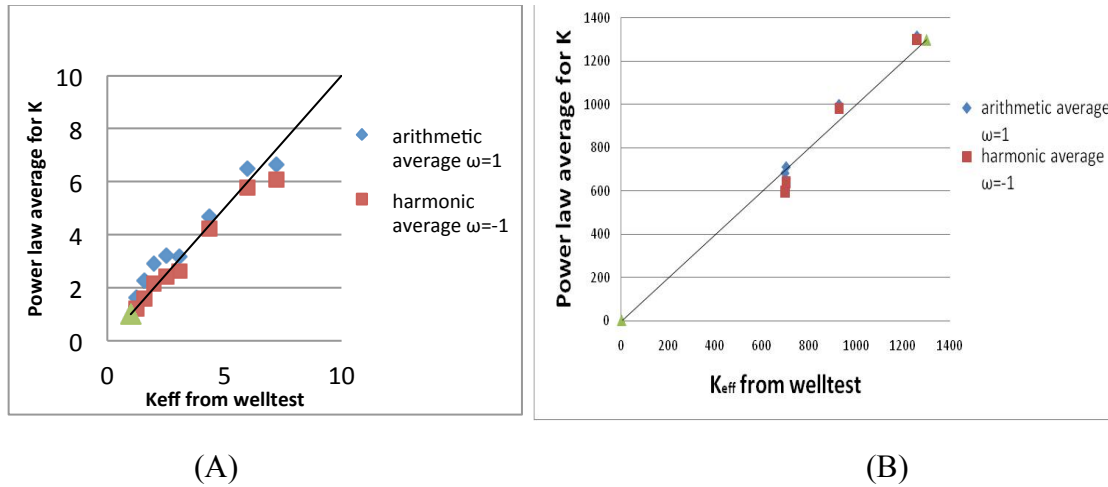 Power law average for K
10
8
6
4
2
0
0
5
10
Keff from welltest
arithmetic
average ω=1
harmonic
average ω=-1
(A)
Power law average for K
1400
1300
1200
1000
800
600
400
200
0
0
200
400
600
800
1000
1200
1400
Keff from welltest
arithmetic average
ω=1
harmonic average
ω=-1
(B)